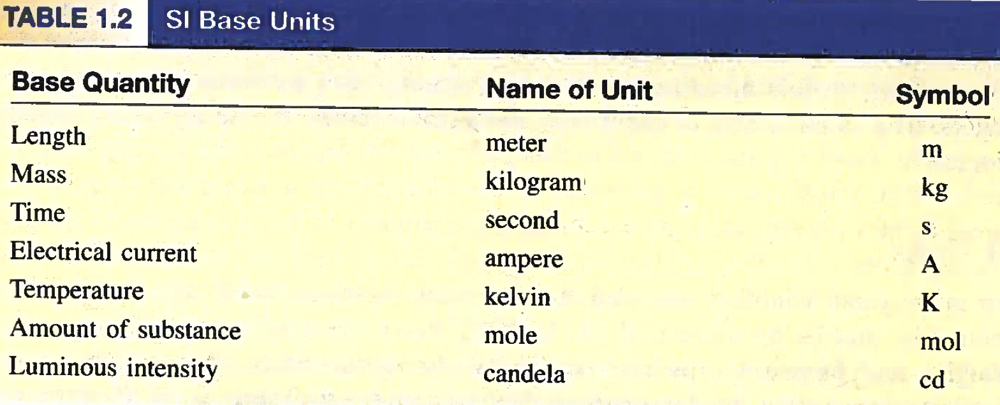 TABLE 1.2 SI Base Units
Base Quantity Name of Unit Symbol
Length meter m
Mass kilogram kg
Time second s
Electrical current ampere A
Temperature kelvin K
Amount of substance mole mol
Luminous intensity candela cd